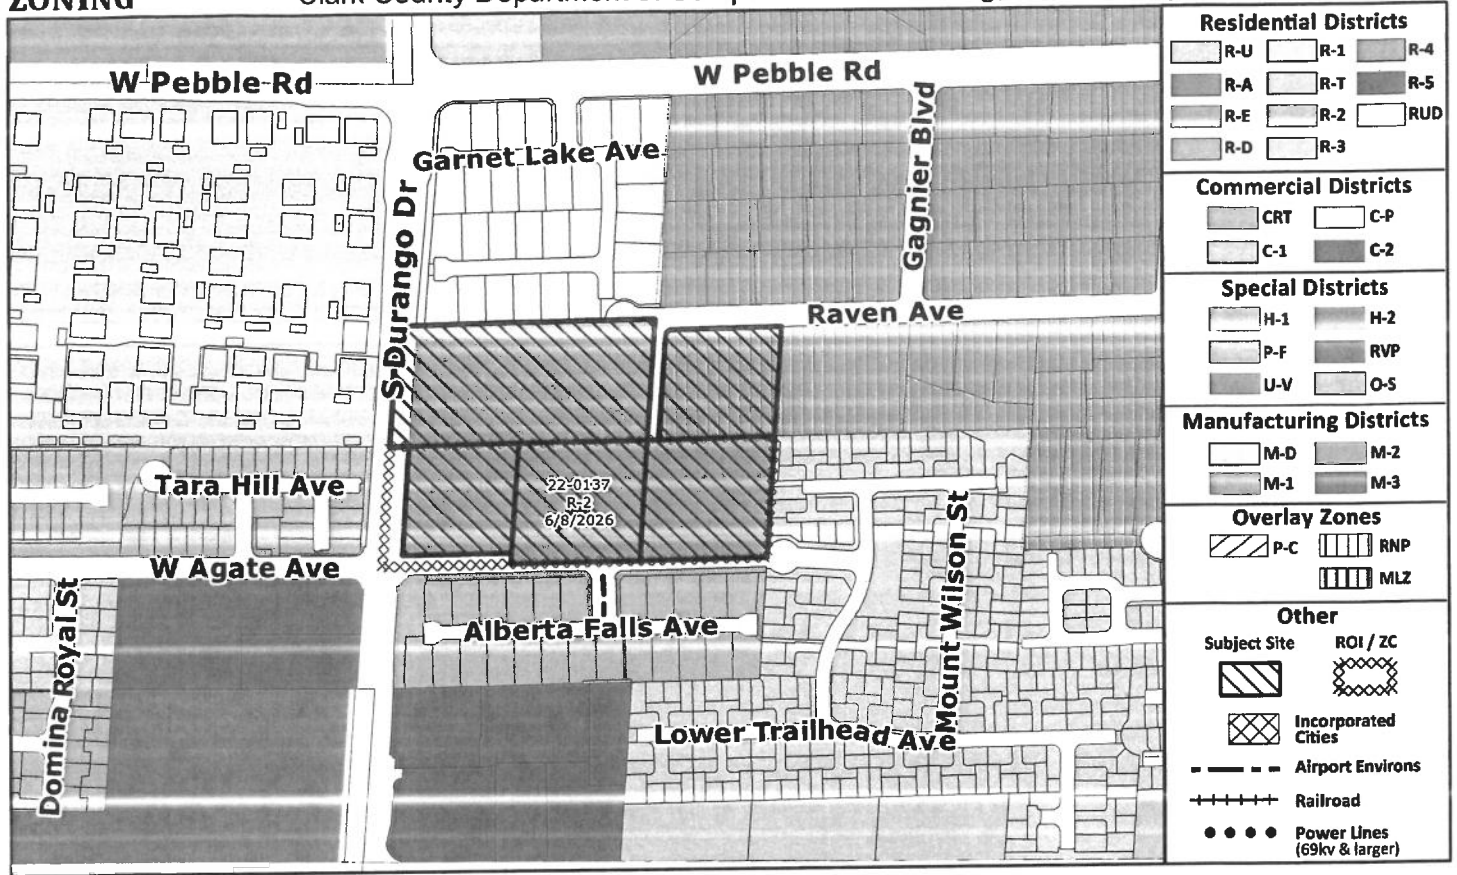 ZONING
W Pebble Rd
W Pebble Rd
Garnet Lake Ave
S Durango Dr
Gagnier Blvd
Raven Ave
22-0137
R-2
6/8/2026
Tara Hill Ave
W Agate Ave
Domina Royal St
Alberta Falls Ave
Mount Wilson St
Lower Trailhead Ave
Residential Districts
R-U R-1 R-4
R-A R-T R-5
R-E R-2 RUD
R-D R-3
Commercial Districts
CRT C-P
C-1 C-2
Special Districts
H-1 H-2
P-F RVP
U-V O-S
Manufacturing Districts
M-D M-2
M-1 M-3
Overlay Zones
P-C RNP
MLZ
Other
Subject Site ROI / ZC
Incorporated
Cities
Airport Environs
Railroad
Power Lines
(69kv & larger)